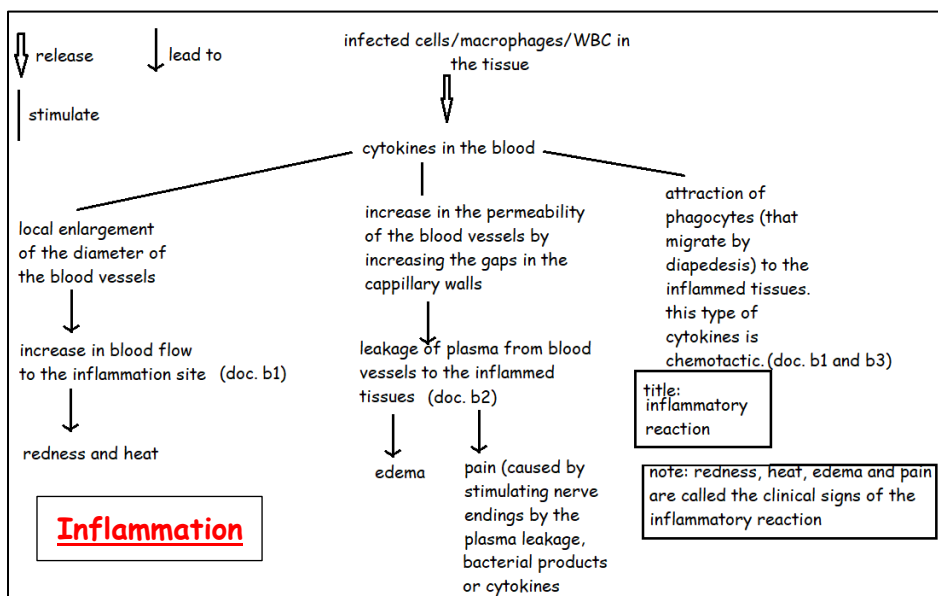 release
lead to
stimulate
infected cells/macrophages/WBC in
the tissue
cytokines in the blood
local enlargement
of the diameter of
the blood vessels
increase in blood flow
to the inflammation site (doc. b1)
redness and heat
increase in the permeability
of the blood vessels by
increasing the gaps in the
cappillary walls
leakage of plasma from blood
vessels to the inflammed
tissues (doc. b2)
edema
pain (caused by
stimulating nerve
endings by the
plasma leakage,
bacterial products
or cytokines
attraction of
phagocytes (that
migrate by
diapedesis) to the
inflammed tissues.
this type of
cytokines is
chemotactic. (doc. b1 and b3)
title:
inflammatory
reaction
note: redness, heat, edema and pain
are called the clinical signs of the
inflammatory reaction
Inflammation